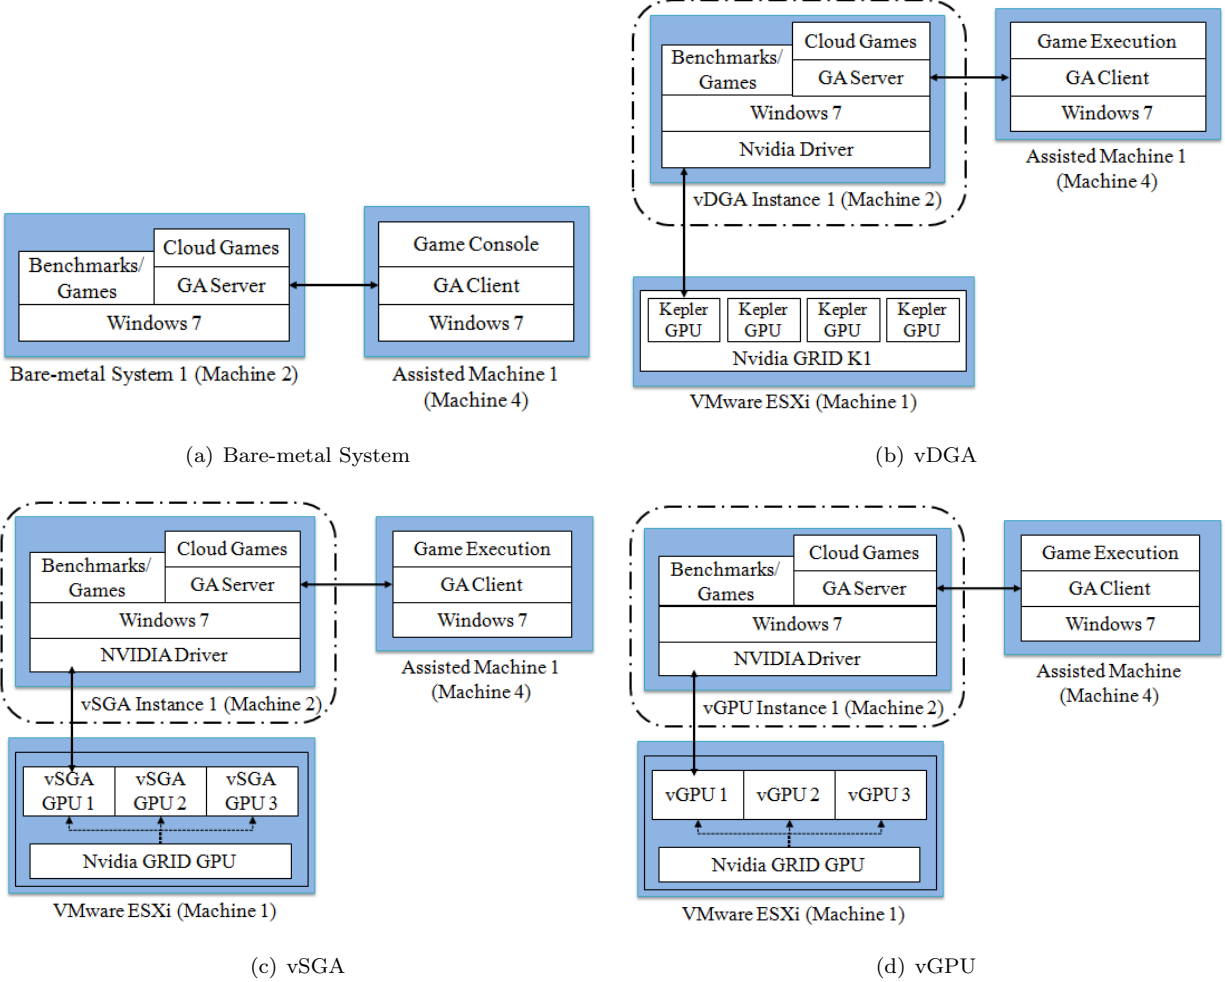 Cloud Games
Benchmarks/
Games
GA Server
Windows 7
Bare-metal System 1 (Machine 2)
Game Console
GA Client
Windows 7
Assisted Machine 1
(Machine 4)
(a) Bare-metal System
Cloud Games
Benchmarks/
Games
GA Server
Windows 7
Nvidia Driver
vDGA Instance 1 (Machine 2)
Game Execution
GA Client
Windows 7
Assisted Machine 1
(Machine 4)
Kepler
GPU
Kepler
GPU
Kepler
GPU
Kepler
GPU
Nvidia GRID K1
VMware ESXi (Machine 1)
(b) vDGA
Cloud Games
Benchmarks/
Games
GA Server
Windows 7
NVIDIA Driver
vSGA Instance 1 (Machine 2)
Game Execution
GA Client
Windows 7
Assisted Machine 1
(Machine 4)
vSGA
GPU 1
vSGA
GPU 2
vSGA
GPU 3
Nvidia GRID GPU
VMware ESXi (Machine 1)
(c) vSGA
Cloud Games
Benchmarks/
Games
GA Server
Windows 7
NVIDIA Driver
vGPU Instance 1 (Machine 2)
Game Execution
GA Client
Windows 7
Assisted Machine
(Machine 4)
vGPU 1
vGPU 2
vGPU 3
Nvidia GRID GPU
VMware ESXi (Machine 1)
(d) vGPU